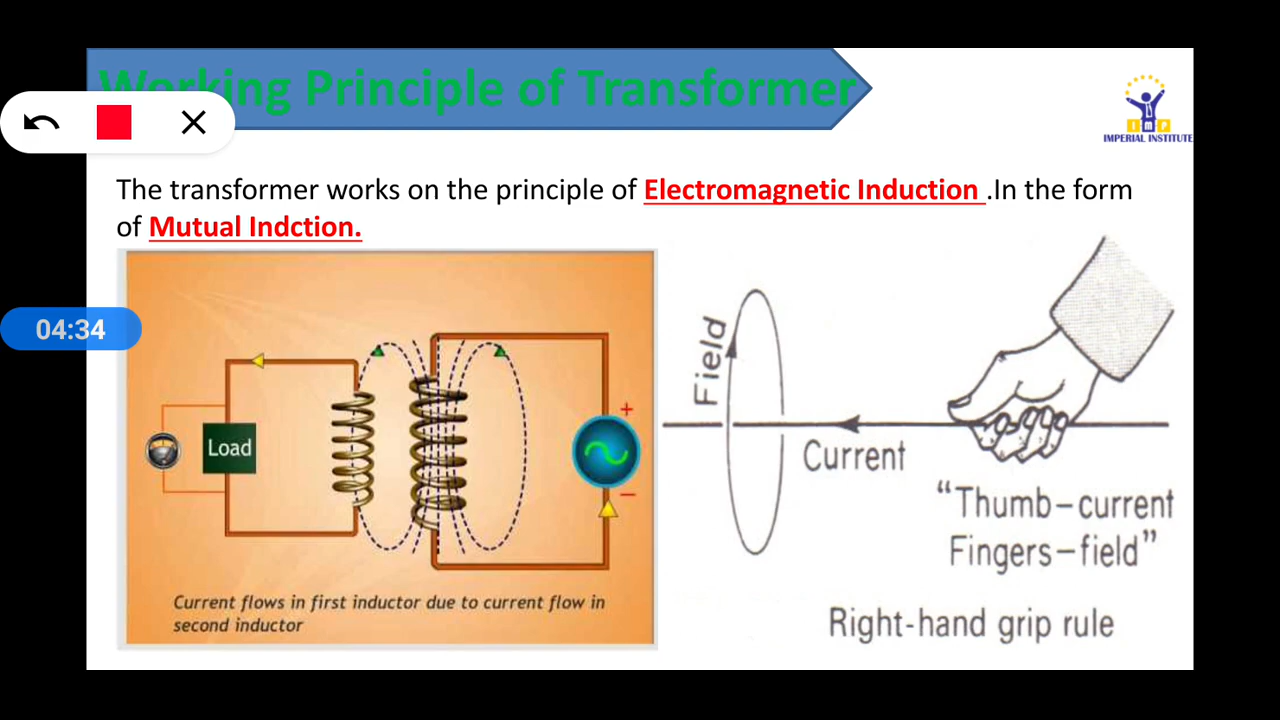 Working Principle of Transformer
IMP
IMPERIAL INSTITUTE
The transformer works on the principle of Electromagnetic Induction .In the form
of Mutual Indction.
04:34
Load
+
−
Current flows in first inductor due to current flow in
second inductor
Field
Current
“Thumb–current
Fingers–field”
Right-hand grip rule